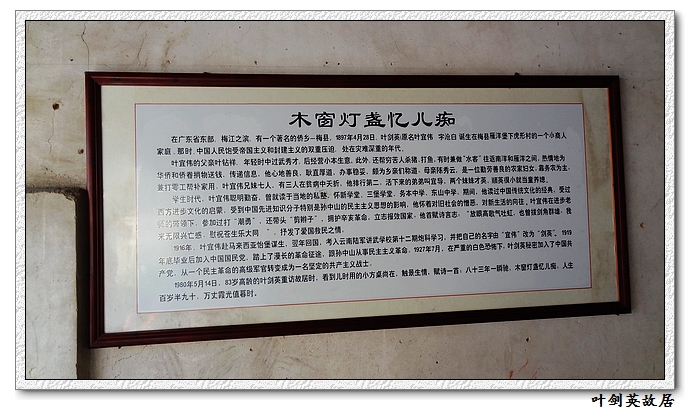 木窗灯盏忆儿痴
在广东省东部，梅江之滨，有一个著名的侨乡—梅县，1897年4月28日，叶剑英(原名叶宜伟 字沧白)诞生在梅县雁洋堡下虎形村的一个小商人
家庭，那时，中国人民饱受帝国主义和封建主义的双重压迫，处在灾难深重的年代。
叶宜伟的父亲叶钻祥，年轻时中过武秀才，后经营小本生意，此外，还帮穷苦人杀猪、打鱼，有时兼做"水客"往返南洋和雁洋之间，热情地为
华侨和侨眷捎物送钱、传递信息，他心地善良，耿直厚道，办事稳妥，颇为乡亲们称道，母亲陈秀云，是一位勤劳善良的农家妇女，靠务农为主，
兼打零工帮补家用，叶宜伟兄妹七人，有三人在贫病中夭折，他排行第二，活下来的弟弟叫宜导，两个妹妹才英，顺英很小就当童养媳。
学生时代，叶宜伟聪明勤奋，曾就读于当地的私塾，怀新学堂，三堡学堂，务本中学，东山中学，期间，他读过中国传统文化的经典，受过
西方进步文化的启蒙，受到中国先进知识分子特别是孙中山的民主主义思想的影响，他怀着对旧社会的憎恶，对新生活的向往，叶宜伟在进步老
的带领下，参加过打"潮勇"，还带头"剪辫子"，拥护辛亥革命，立志报效国家，他首赋诗言志："放眼高歌气吐虹，也曾拔剑角群雄，我
来无限兴亡感，慰祝苍生乐大同"，抒发了爱国救民之情。
1916年，叶宜伟赴马来西亚怡堡谋生，翌年回国，考入云南陆军讲武学校第十二期炮科学习，并把自己的名字由"宜伟"改为"剑英"。1919
年底毕业后加入中国国民党，踏上了漫长的革命征途，跟孙中山从事民主主义革命，1927年7月，在严重的白色恐怖下，叶剑英秘密加入了中国共
产党，从一个民主革命的高级军官转变成为一名坚定的共产主义战士。
1980年5月14日，83岁高龄的叶剑英重访故居时，看到儿时用的小方桌尚在，触景生情，赋诗一首：八十三年一瞬驰，木窗灯盏忆儿痴，人生
百岁半九十，万丈霞光值暮时。
叶剑英故居